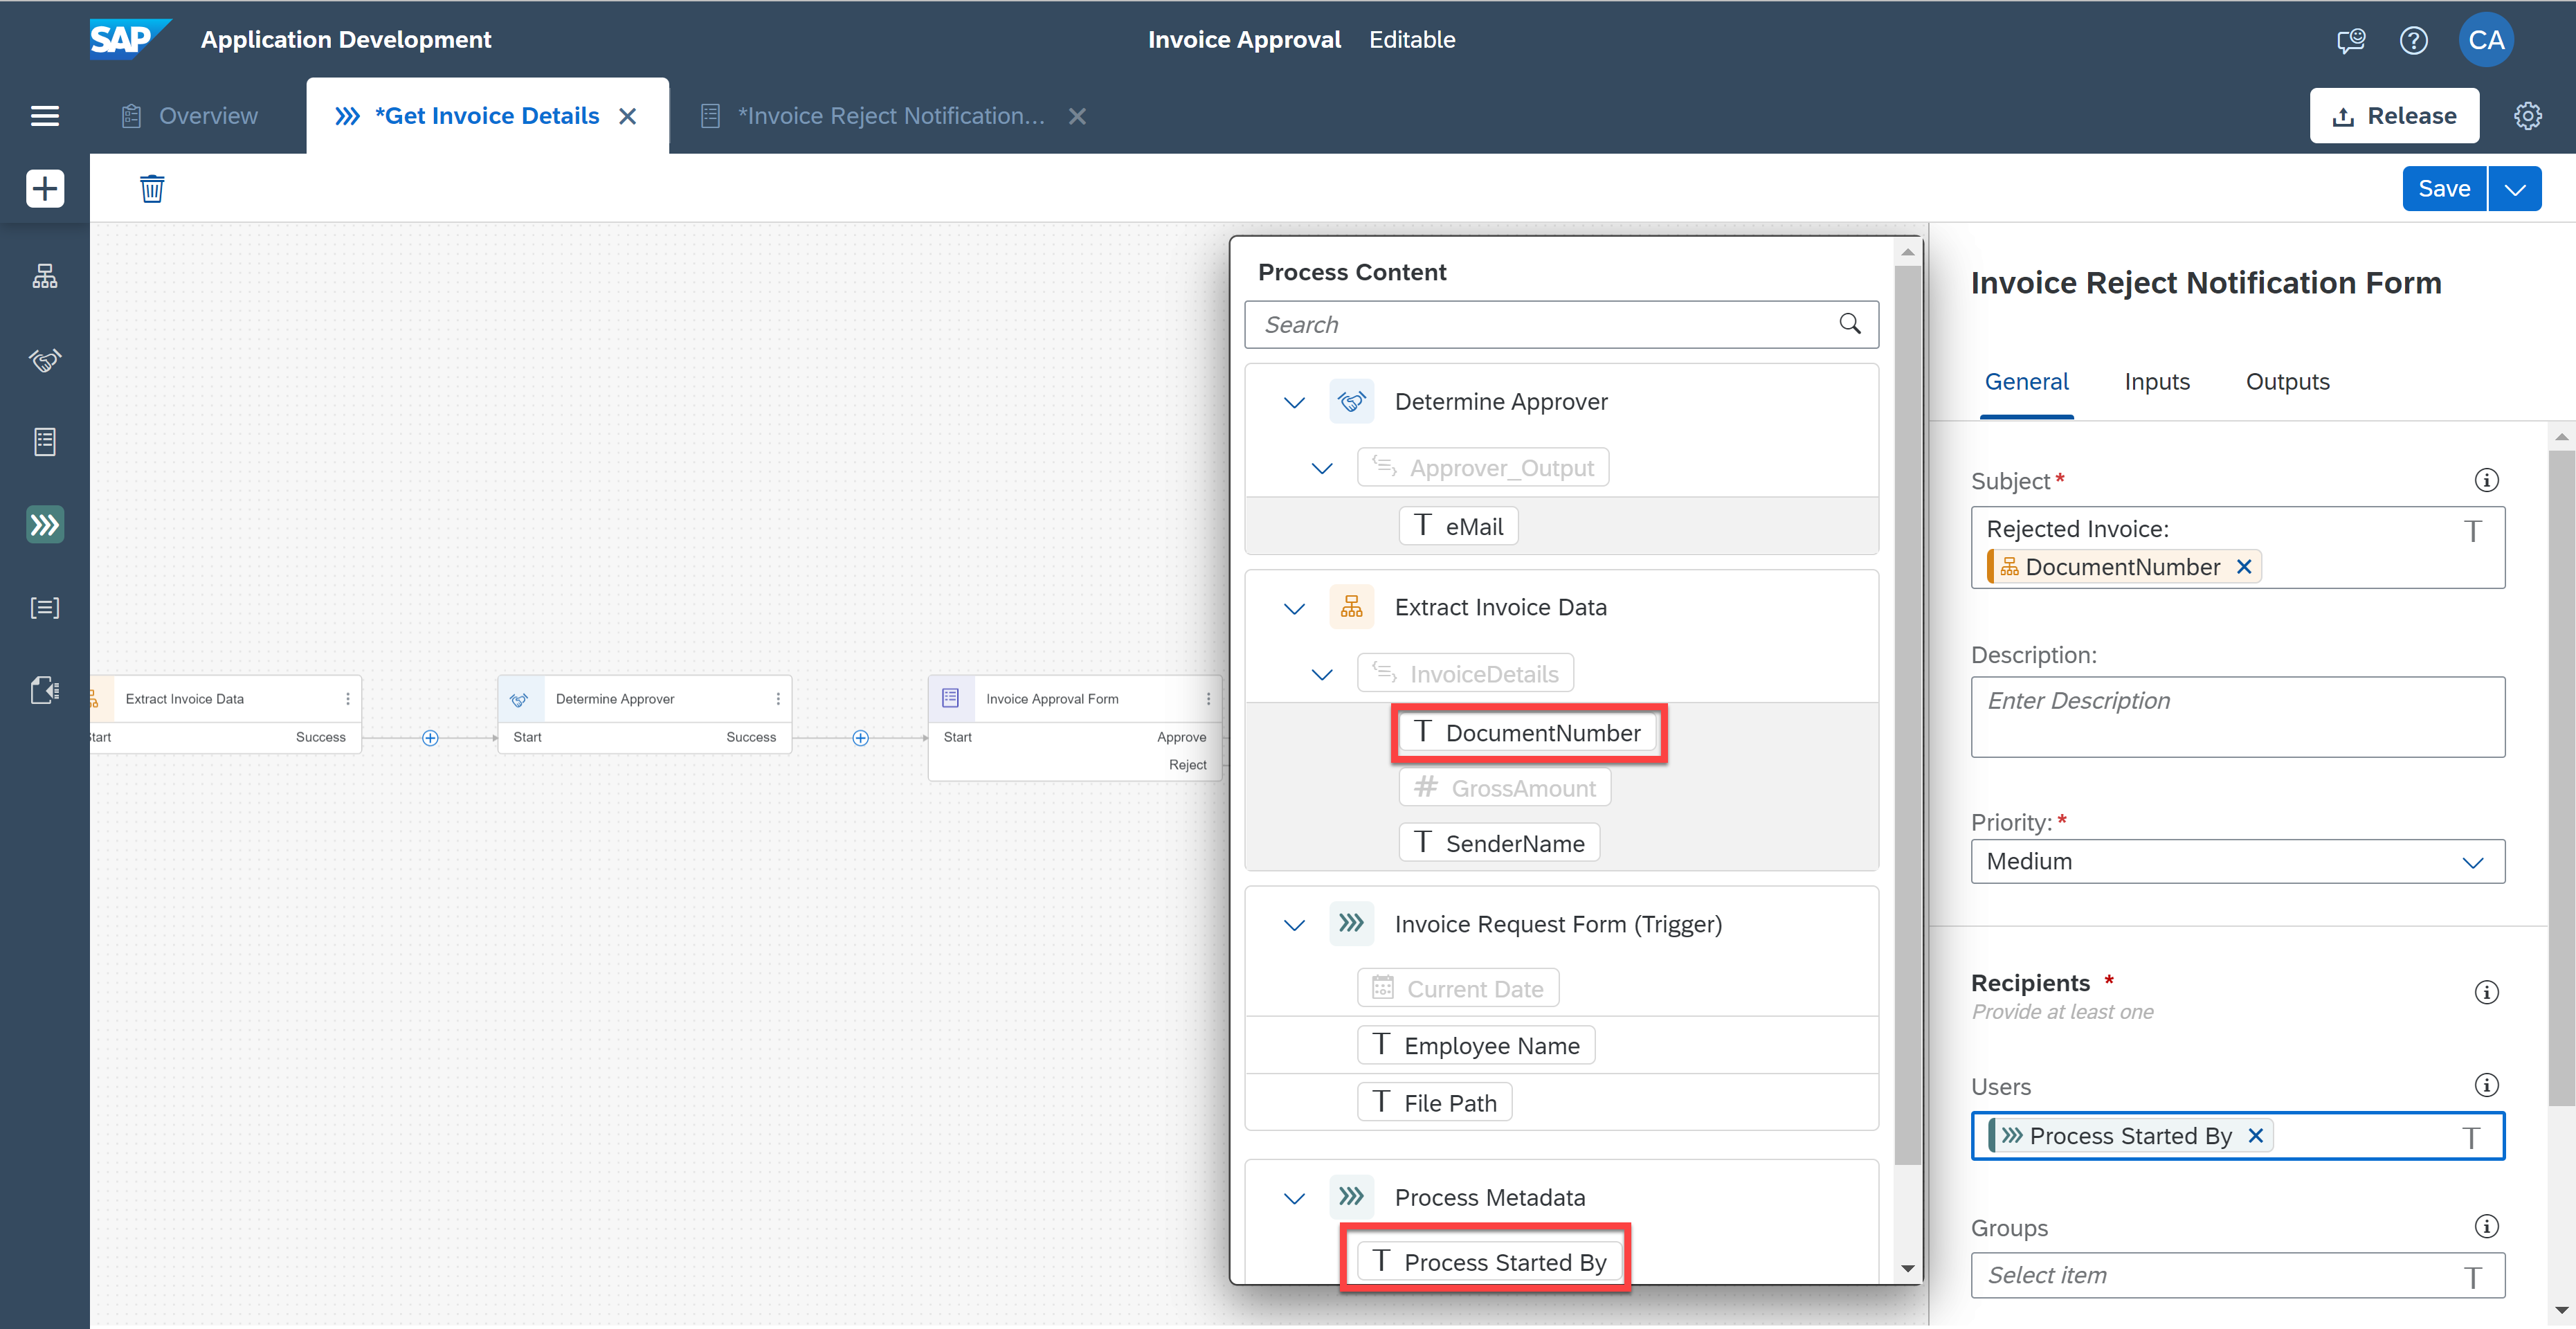 SAP Application Development
Invoice Approval Editable
CA
Overview
*Get Invoice Details
*Invoice Reject Notification...
Release
Save
Extract Invoice Data
Start Success
Determine Approver
Start Success
Invoice Approval Form
Start Approve
Reject
Process Content
Search
Determine Approver
Approver_Output
T eMail
Extract Invoice Data
InvoiceDetails
T DocumentNumber
# GrossAmount
T SenderName
Invoice Request Form (Trigger)
Current Date
T Employee Name
T File Path
Process Metadata
T Process Started By
Invoice Reject Notification Form
General Inputs Outputs
Subject*
Rejected Invoice: T
DocumentNumber
Description:
Enter Description
Priority: *
Medium
Recipients *
Provide at least one
Users
Process Started By T
Groups
Select item T